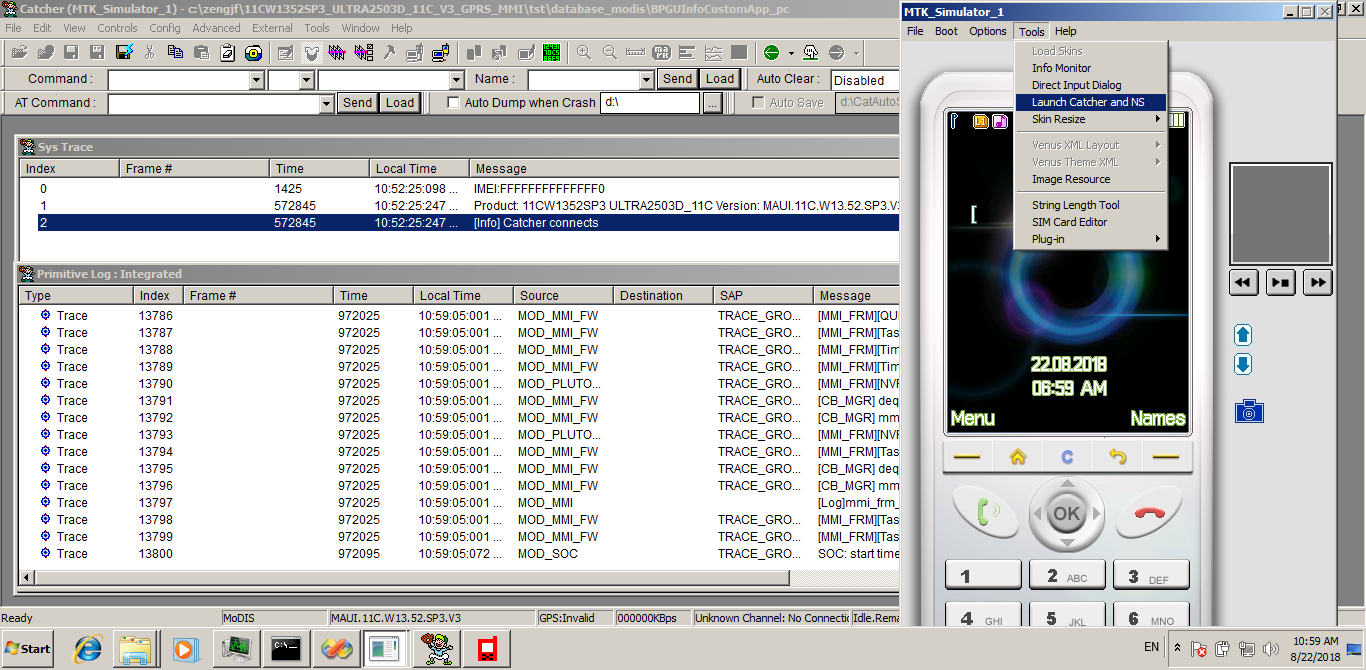 Catcher (MTK_Simulator_1) - c:\zengjf\11CW1352SP3_ULTRA2503D_11C_V3_GPRS_MMI\tst\database_modis\BPGUInfoCustomApp_pc
File Edit View Controls Config Advanced External Tools Window Help
Command : Name : Send Load Auto Clear : Disabled
AT Command : Send Load Auto Dump when Crash d:\ ... Auto Save d:\CatAutoS
Sys Trace
Index Frame # Time Local Time Message
0 1425 10:52:25:098 ... IMEI:FFFFFFFFFFFFFF0
1 572845 10:52:25:247 ... Product: 11CW1352SP3 ULTRA2503D_11C Version: MAUI.11C.W13.52.SP3.V3
2 572845 10:52:25:247 ... [Info] Catcher connects
Primitive Log : Integrated
Type Index Frame # Time Local Time Source Destination SAP Message
Trace 13786 972025 10:59:05:001 ... MOD_MMI_FW TRACE_GRO... [MMI_FRM][QU
Trace 13787 972025 10:59:05:001 ... MOD_MMI_FW TRACE_GRO... [MMI_FRM][Tas
Trace 13788 972025 10:59:05:001 ... MOD_MMI_FW TRACE_GRO... [MMI_FRM][Tim
Trace 13789 972025 10:59:05:001 ... MOD_MMI_FW TRACE_GRO... [MMI_FRM][Tim
Trace 13790 972025 10:59:05:001 ... MOD_PLUTO... TRACE_GRO... [MMI_FRM][NVR
Trace 13791 972025 10:59:05:001 ... MOD_MMI_FW TRACE_GRO... [CB_MGR] deq
Trace 13792 972025 10:59:05:001 ... MOD_MMI_FW TRACE_GRO... [CB_MGR] mm
Trace 13793 972025 10:59:05:001 ... MOD_PLUTO... TRACE_GRO... [MMI_FRM][NVR
Trace 13794 972025 10:59:05:001 ... MOD_MMI_FW TRACE_GRO... [MMI_FRM][Tas
Trace 13795 972025 10:59:05:001 ... MOD_MMI_FW TRACE_GRO... [CB_MGR] deq
Trace 13796 972025 10:59:05:001 ... MOD_MMI_FW TRACE_GRO... [CB_MGR] mm
Trace 13797 972025 10:59:05:001 ... MOD_MMI [Log]mmi_frm_
Trace 13798 972025 10:59:05:001 ... MOD_MMI_FW TRACE_GRO... [MMI_FRM][Tas
Trace 13799 972025 10:59:05:001 ... MOD_MMI_FW TRACE_GRO... [MMI_FRM][Tas
Trace 13800 972095 10:59:05:072 ... MOD_SOC TRACE_GRO... SOC: start time
Ready MoDIS MAUI.11C.W13.52.SP3.V3 GPS:Invalid 000000KBps Unknown Channel: No Connectic Idle.Rema
MTK_Simulator_1
File Boot Options Tools Help
Load Skins
Info Monitor
Direct Input Dialog
Launch Catcher and NS
Skin Resize
Venus XML Layout
Venus Theme XML
Image Resource
String Length Tool
SIM Card Editor
Plug-in
[
22.08.2018
06:59 AM
Menu Names
C
OK
1 2 ABC 3 DEF
4 GHI 5 JKL 6 MNO
Start EN 10:59 AM
8/22/2018